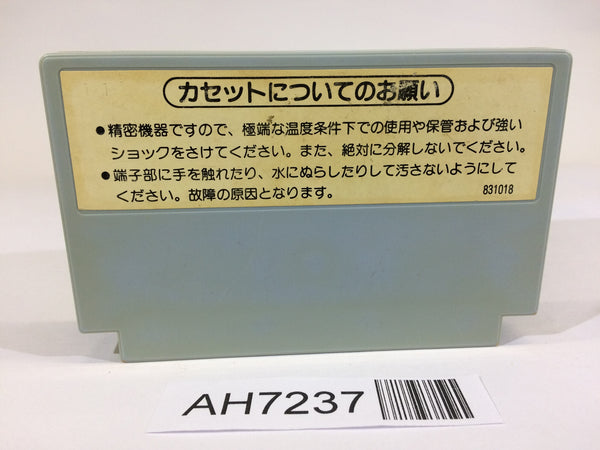 カセットについてのお願い
●精密機器ですので、極端な温度条件下での使用や保管および強い
ショックをさけてください。また、絶対に分解しないでください。
●端子部に手を触れたり、水にぬらしたりして汚さないようにして
ください。故障の原因となります。
831018
AH7237